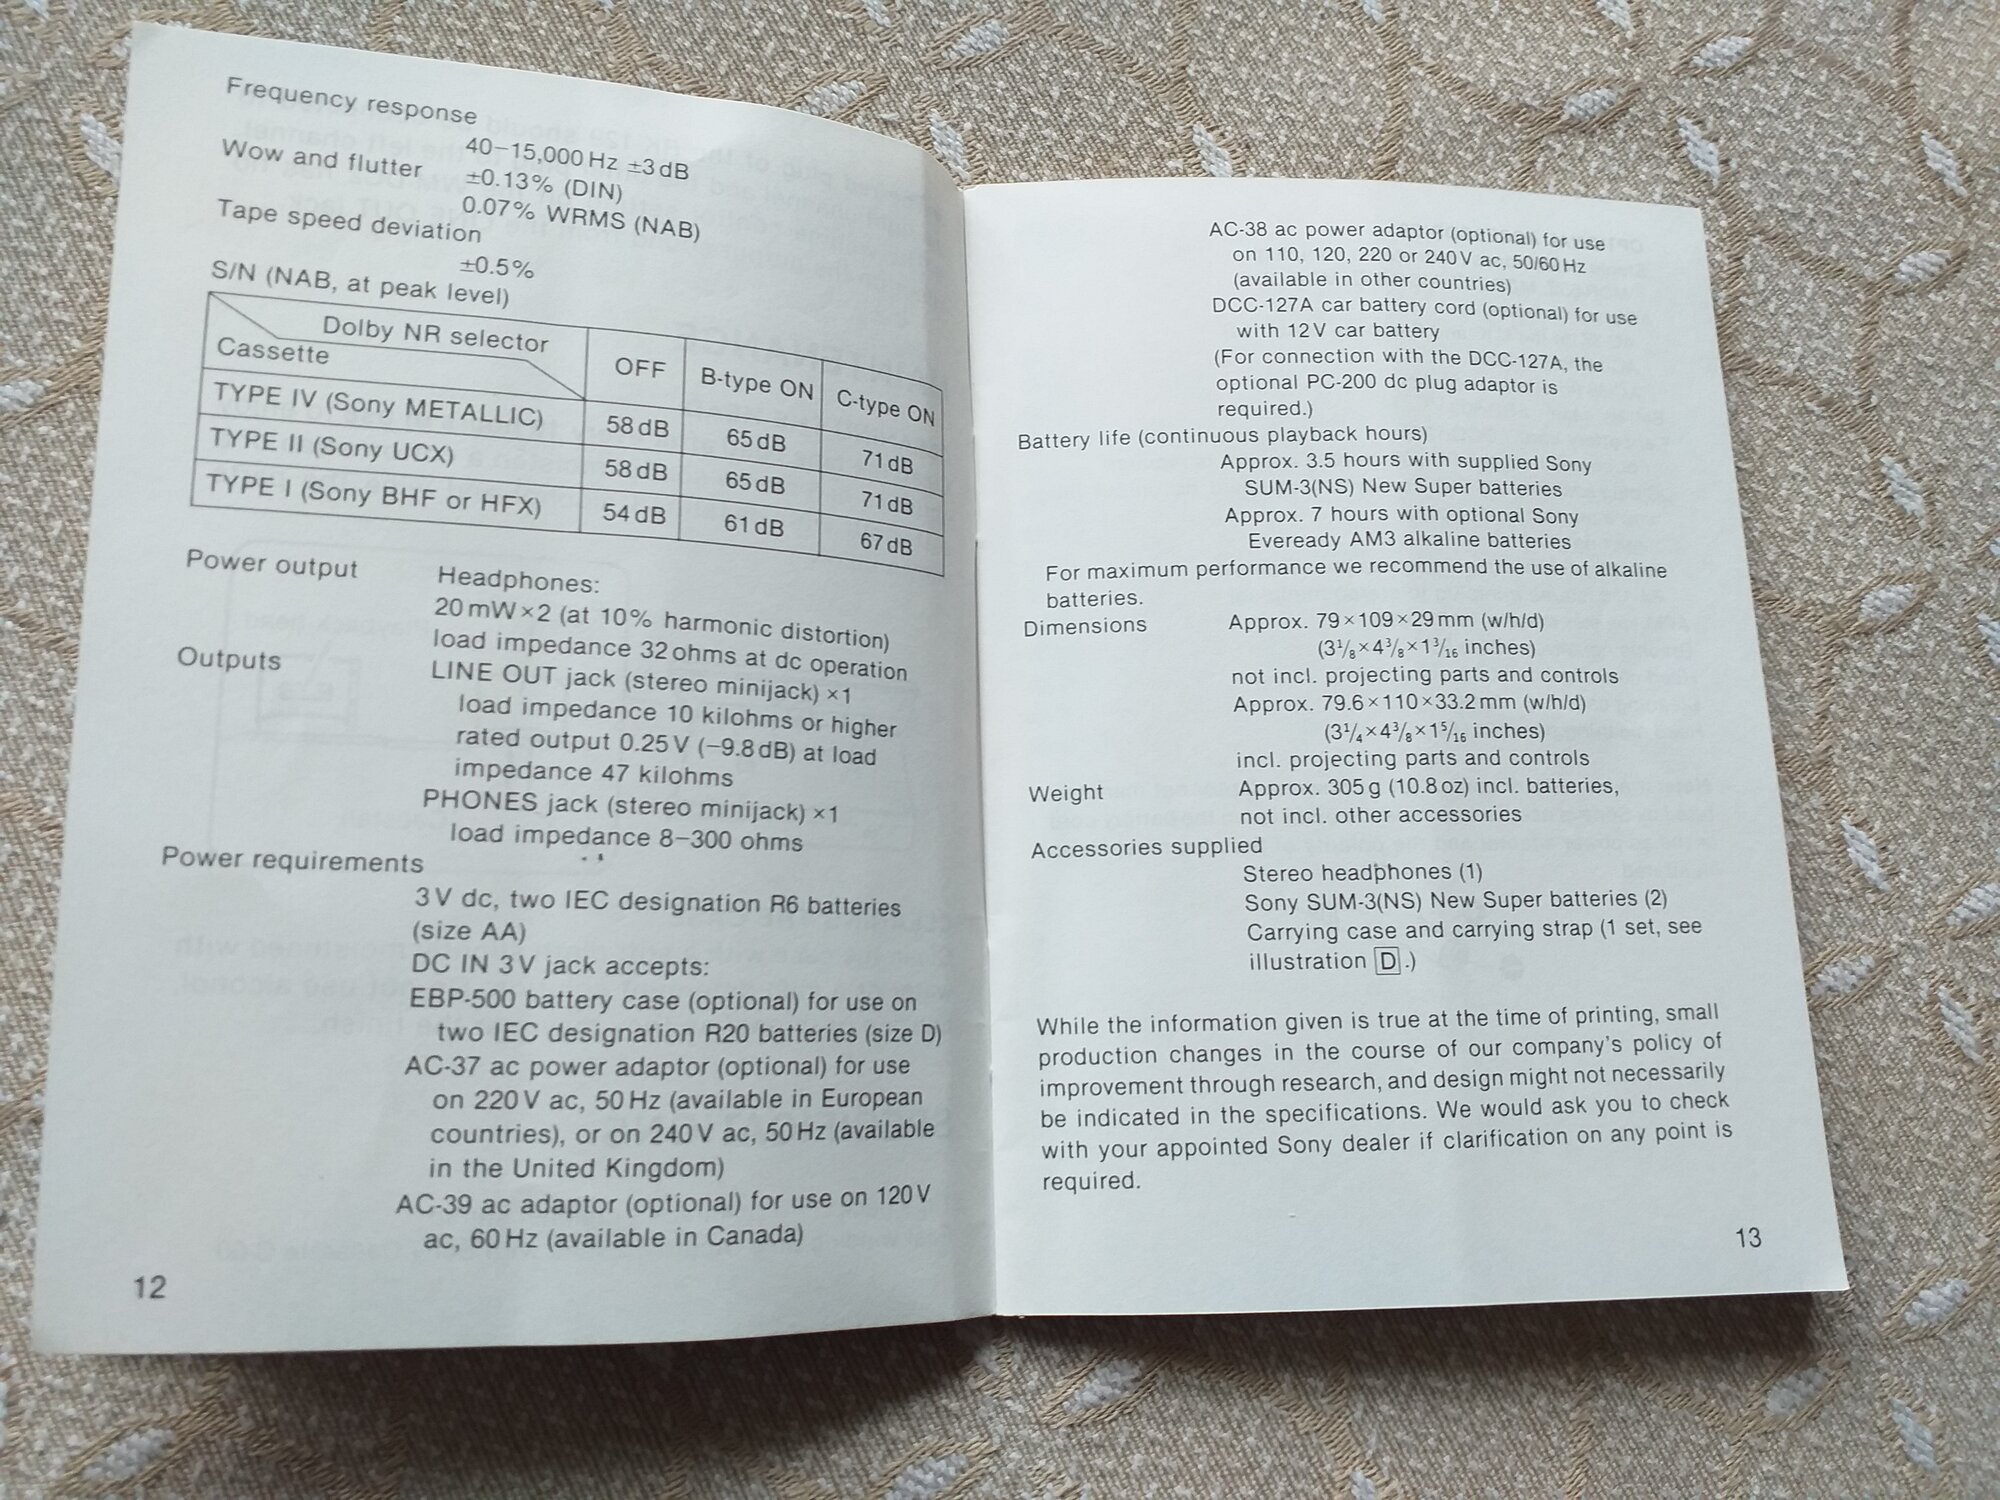 Frequency response
40–15,000 Hz ±3 dB
Wow and flutter ±0.13% (DIN)
0.07% WRMS (NAB)
Tape speed deviation
±0.5%
S/N (NAB, at peak level)
Dolby NR selector
Cassette OFF B-type ON C-type ON
TYPE IV (Sony METALLIC) 58 dB 65 dB 71 dB
TYPE II (Sony UCX) 58 dB 65 dB 71 dB
TYPE I (Sony BHF or HFX) 54 dB 61 dB 67 dB
Power output Headphones:
20 mW×2 (at 10% harmonic distortion)
load impedance 32 ohms at dc operation
Outputs LINE OUT jack (stereo minijack) ×1
load impedance 10 kilohms or higher
rated output 0.25 V (−9.8 dB) at load
impedance 47 kilohms
PHONES jack (stereo minijack) ×1
load impedance 8–300 ohms
Power requirements
3 V dc, two IEC designation R6 batteries
(size AA)
DC IN 3 V jack accepts:
EBP-500 battery case (optional) for use on
two IEC designation R20 batteries (size D)
AC-37 ac power adaptor (optional) for use
on 220 V ac, 50 Hz (available in European
countries), or on 240 V ac, 50 Hz (available
in the United Kingdom)
AC-39 ac adaptor (optional) for use on 120 V
ac, 60 Hz (available in Canada)
12
AC-38 ac power adaptor (optional) for use
on 110, 120, 220 or 240 V ac, 50/60 Hz
(available in other countries)
DCC-127A car battery cord (optional) for use
with 12 V car battery
(For connection with the DCC-127A, the
optional PC-200 dc plug adaptor is
required.)
Battery life (continuous playback hours)
Approx. 3.5 hours with supplied Sony
SUM-3(NS) New Super batteries
Approx. 7 hours with optional Sony
Eveready AM3 alkaline batteries
For maximum performance we recommend the use of alkaline
batteries.
Dimensions Approx. 79×109×29 mm (w/h/d)
(3 1/8×4 3/8×1 3/16 inches)
not incl. projecting parts and controls
Approx. 79.6×110×33.2 mm (w/h/d)
(3 1/4×4 3/8×1 5/16 inches)
incl. projecting parts and controls
Weight Approx. 305 g (10.8 oz) incl. batteries,
not incl. other accessories
Accessories supplied
Stereo headphones (1)
Sony SUM-3(NS) New Super batteries (2)
Carrying case and carrying strap (1 set, see
illustration D.)
While the information given is true at the time of printing, small
production changes in the course of our company's policy of
improvement through research, and design might not necessarily
be indicated in the specifications. We would ask you to check
with your appointed Sony dealer if clarification on any point is
required.
13